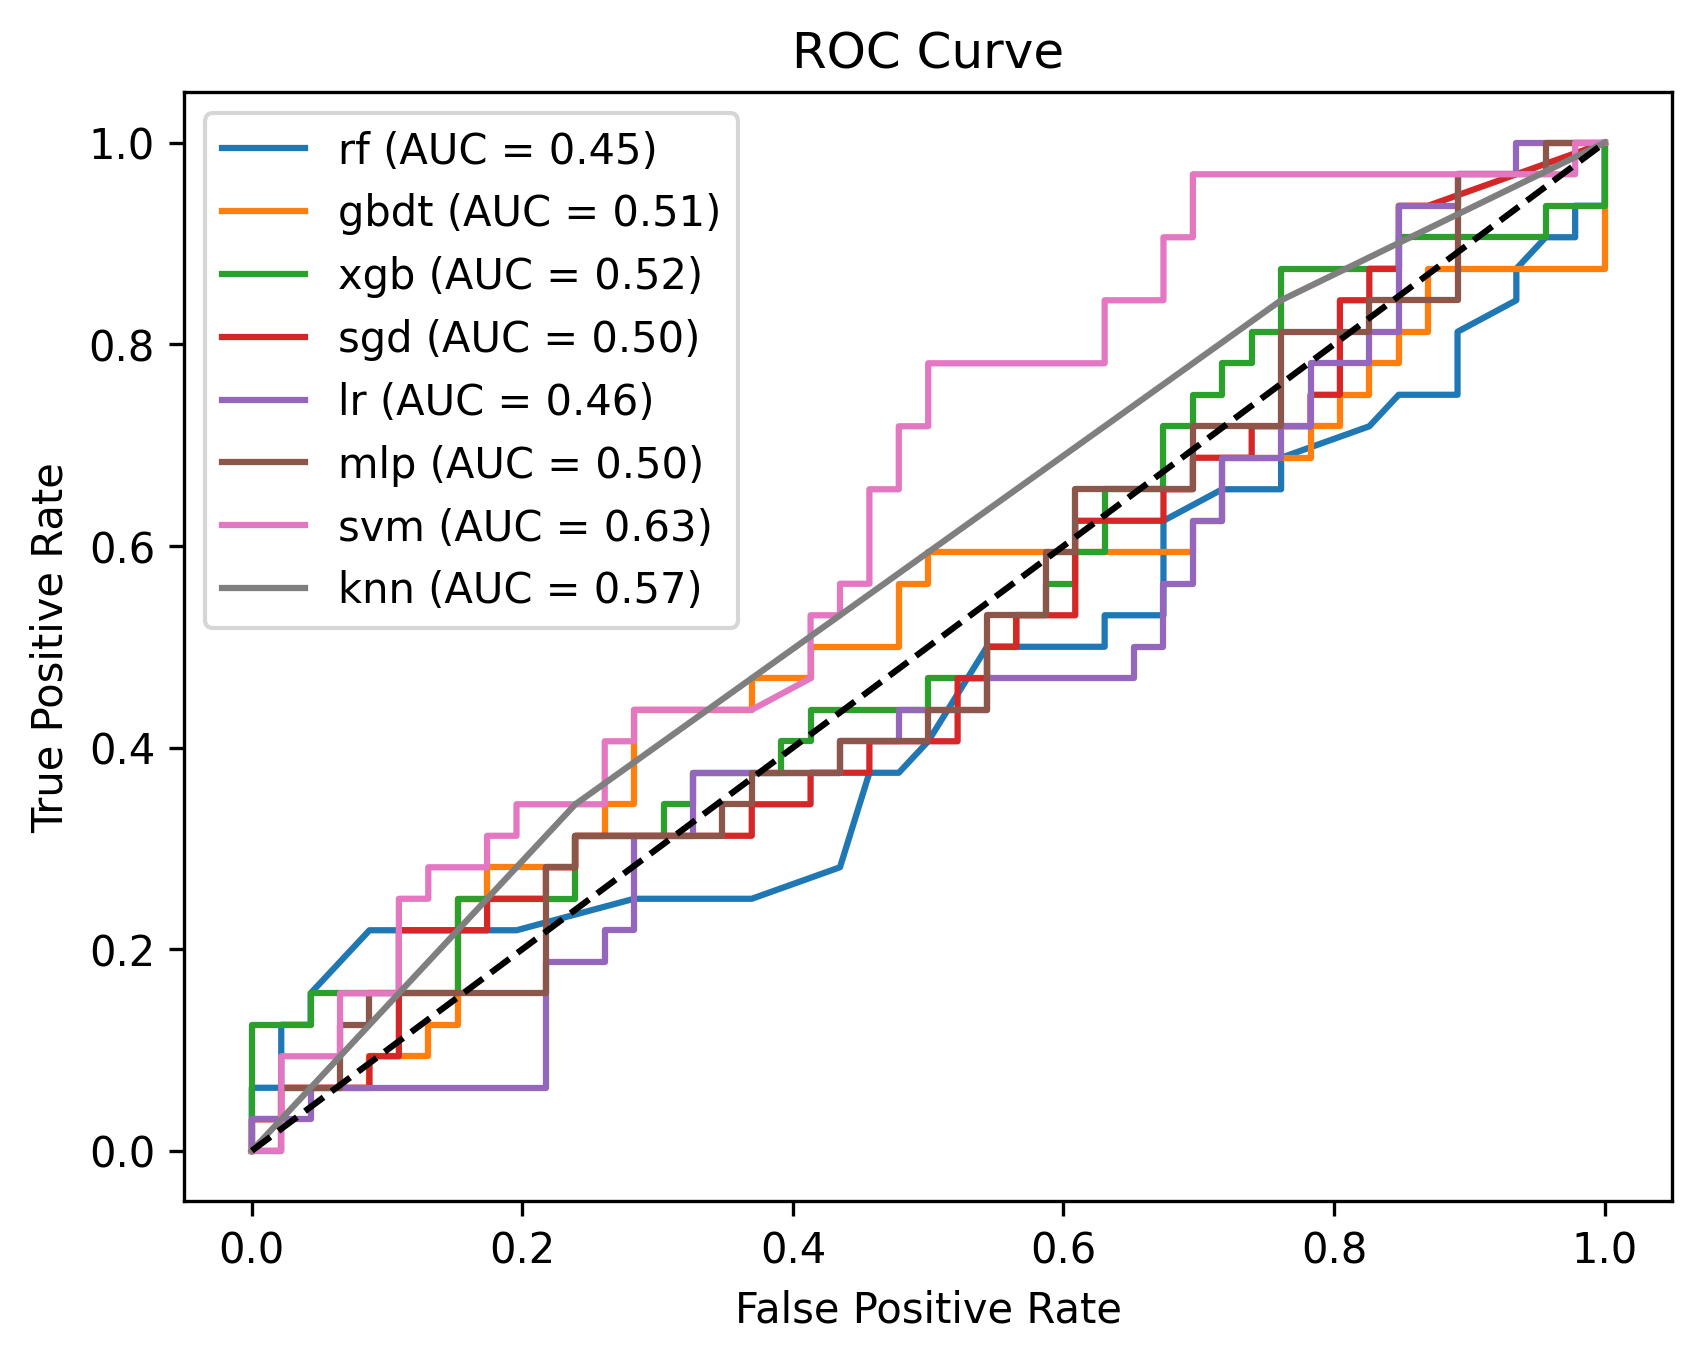 ROC Curve
rf (AUC = 0.45)
gbdt (AUC = 0.51)
xgb (AUC = 0.52)
sgd (AUC = 0.50)
lr (AUC = 0.46)
mlp (AUC = 0.50)
svm (AUC = 0.63)
knn (AUC = 0.57)
True Positive Rate
1.0
0.8
0.6
0.4
0.2
0.0
0.0 0.2 0.4 0.6 0.8 1.0
False Positive Rate